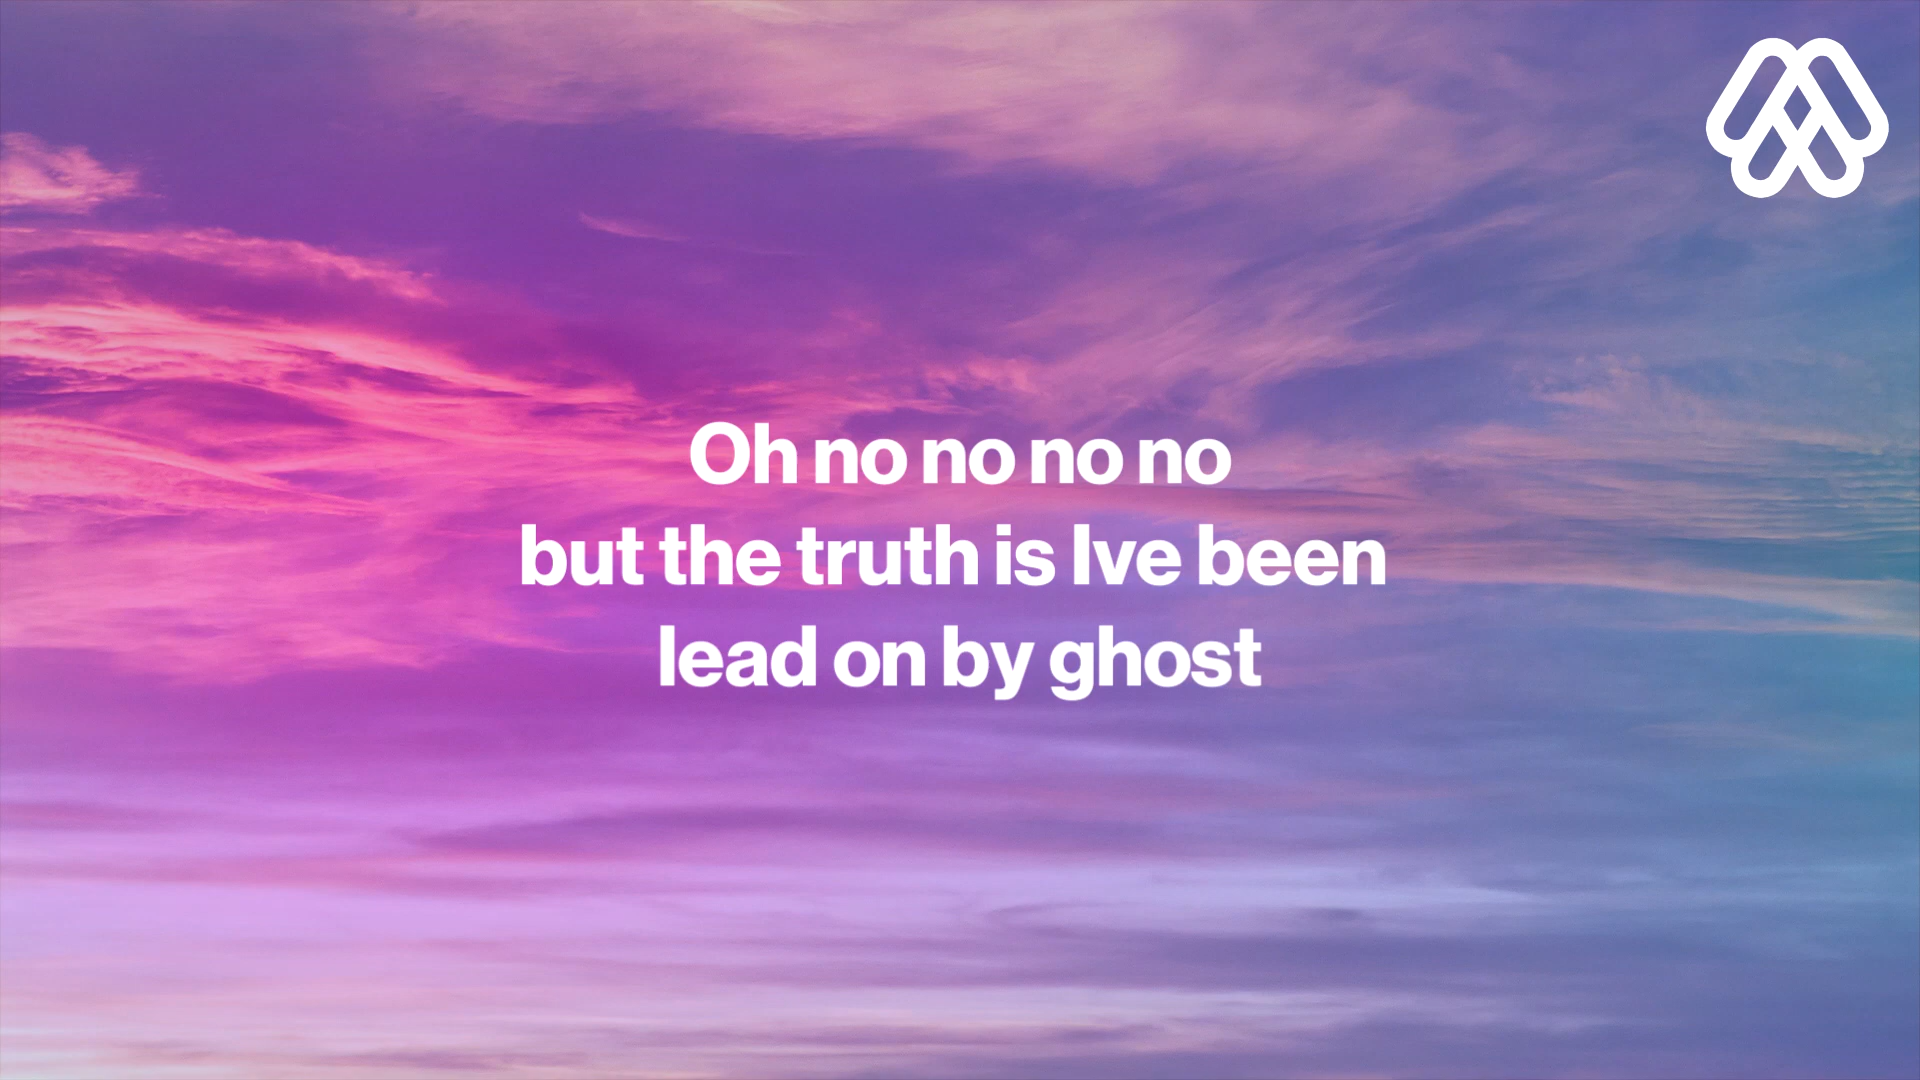 Oh no no no no
but the truth is Ive been
lead on by ghost